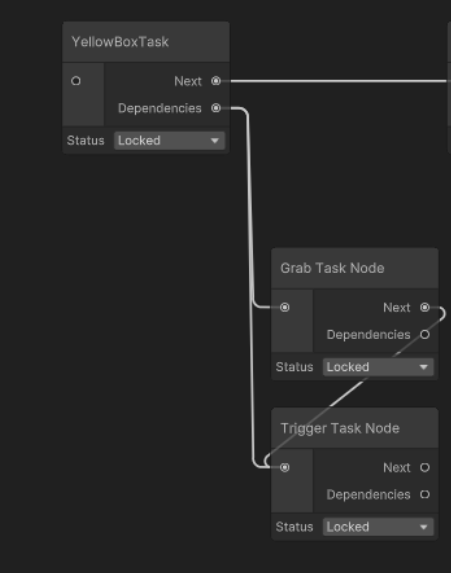 YellowBoxTask
Next
Dependencies
Status Locked
Grab Task Node
Next
Dependencies
Status Locked
Trigger Task Node
Next
Dependencies
Status Locked